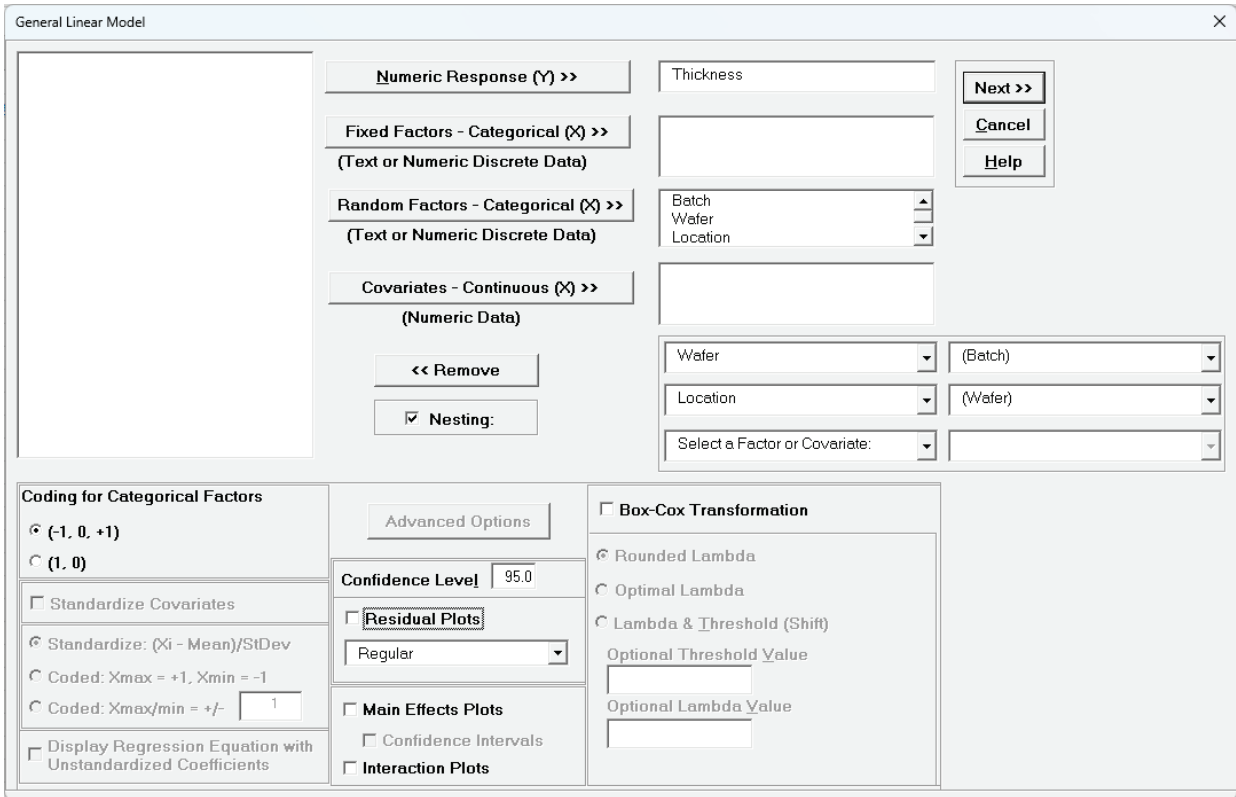 General Linear Model
Numeric Response (Y) >>
Thickness
Next >>
Fixed Factors - Categorical (X) >>
(Text or Numeric Discrete Data)
Cancel
Help
Random Factors - Categorical (X) >>
(Text or Numeric Discrete Data)
Batch
Wafer
Location
Covariates - Continuous (X) >>
(Numeric Data)
<< Remove
Nesting:
Wafer
(Batch)
Location
(Wafer)
Select a Factor or Covariate:
Coding for Categorical Factors
(-1, 0, +1)
(1, 0)
Standardize Covariates
Standardize: (Xi - Mean)/StDev
Coded: Xmax = +1, Xmin = -1
Coded: Xmax/min = +/-
1
Display Regression Equation with
Unstandardized Coefficients
Advanced Options
Confidence Level
95.0
Residual Plots
Regular
Main Effects Plots
Confidence Intervals
Interaction Plots
Box-Cox Transformation
Rounded Lambda
Optimal Lambda
Lambda & Threshold (Shift)
Optional Threshold Value
Optional Lambda Value